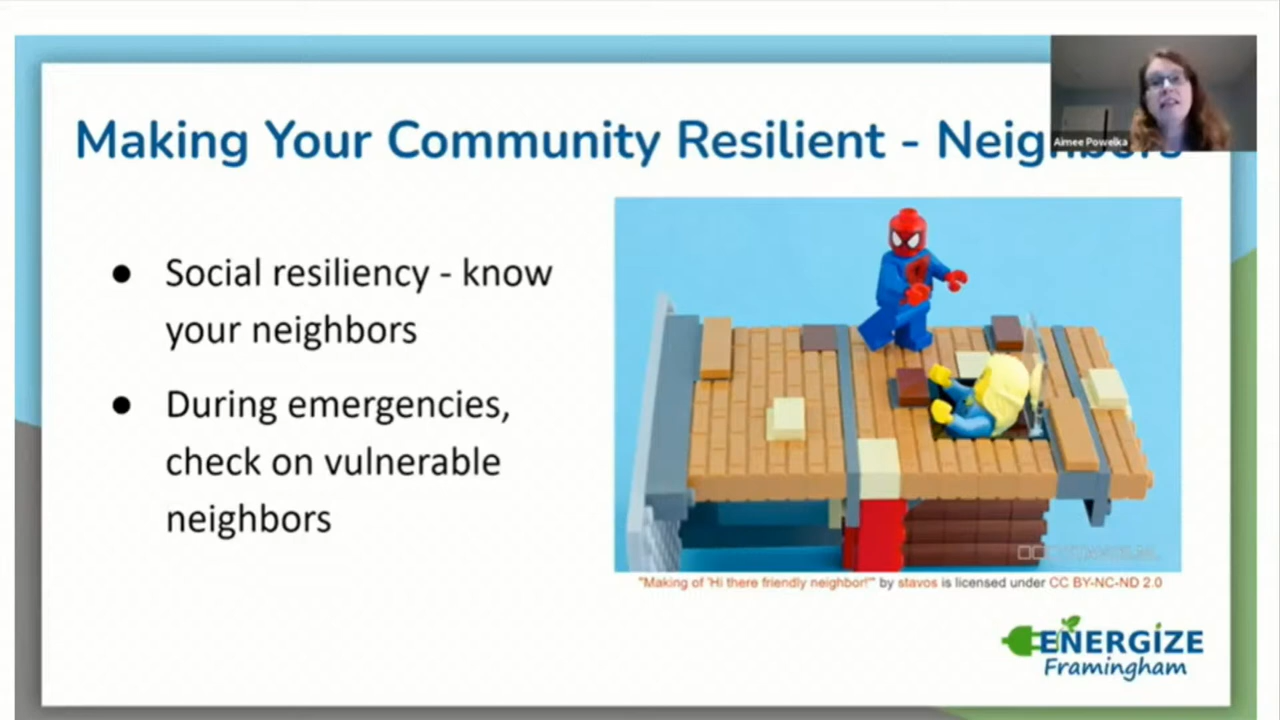 Making Your Community Resilient - Neighbors
Aimee Powelka
● Social resiliency - know
your neighbors
● During emergencies,
check on vulnerable
neighbors
"Making of 'Hi there friendly neighbor!'" by stavos is licensed under CC BY-NC-ND 2.0
ENERGIZE
Framingham